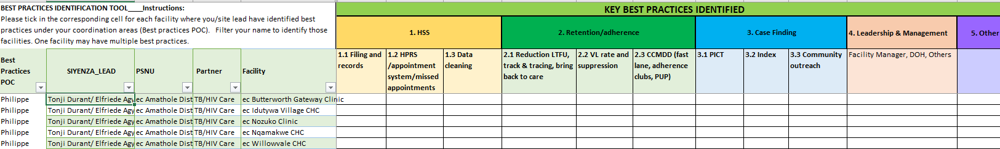 BEST PRACTICES IDENTIFICATION TOOL____Instructions:
Please tick in the corresponding cell for each facility where you/site lead have identified best
practices under your coordination areas (Best practices POC).   Filter your name to identify those
facilities. One facility may have multiple best practices.
KEY BEST PRACTICES IDENTIFIED
1. HSS
2. Retention/adherence
3. Case Finding
4. Leadership & Management
5. Other
Best
Practices
POC
SIYENZA_LEAD
PSNU
Partner
Facility
1.1 Filing and
records
1.2 HPRS
/appointment
system/missed
appointments
1.3 Data
cleaning
2.1 Reduction LTFU,
track & tracing, bring
back to care
2.2 VL rate and
suppression
2.3 CCMDD (fast
lane, adherence
clubs, PUP)
3.1 PICT
3.2 Index
3.3 Community
outreach
Facility Manager, DOH, Others
Philippe Tonji Durant/ Elfriede Agy ec Amathole Dist TB/HIV Care ec Butterworth Gateway Clinic
Philippe Tonji Durant/ Elfriede Agy ec Amathole Dist TB/HIV Care ec Idutywa Village CHC
Philippe Tonji Durant/ Elfriede Agy ec Amathole Dist TB/HIV Care ec Nozuko Clinic
Philippe Tonji Durant/ Elfriede Agy ec Amathole Dist TB/HIV Care ec Nqamakwe CHC
Philippe Tonji Durant/ Elfriede Agy ec Amathole Dist TB/HIV Care ec Willowvale CHC